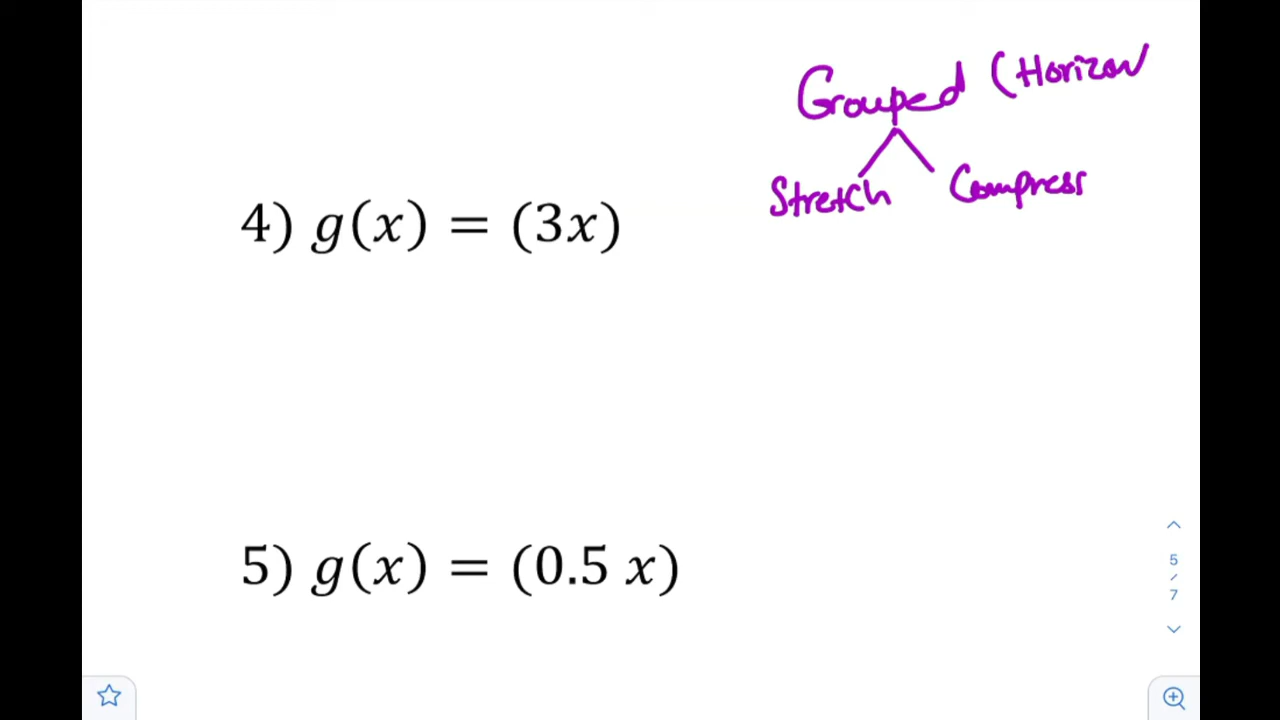 Grouped (Horizon
Stretch Compress
4) g(x) = (3x)
5) g(x) = (0.5 x)
5
/
7